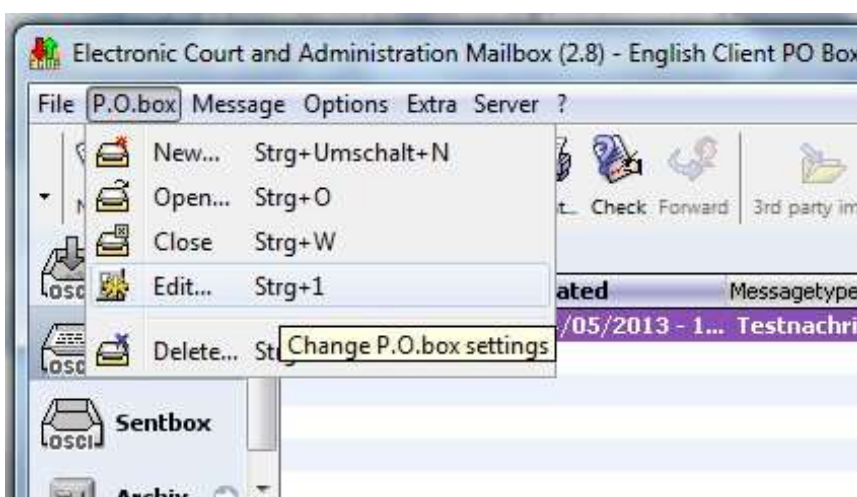 Electronic Court and Administration Mailbox (2.8) - English Client PO Box
File P.O.box Message Options Extra Server ?
New... Strg+Umschalt+N
Open... Strg+O
Check Forward 3rd party im
Close Strg+W
Edit... Strg+1
ated Messagetype
/05/2013 - 1... Testnachri
Delete... St
Change P.O.box settings
OSCI
Sentbox
OSCI
Archiv